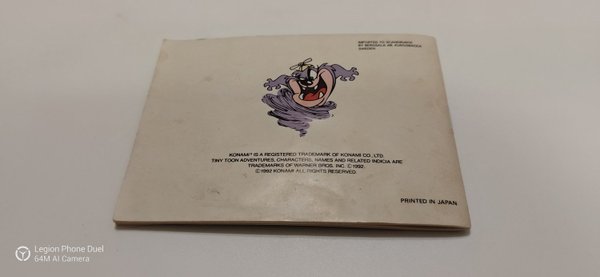 IMPORTED TO SCANDINAVIA
BY BERGSALA AB, KUNGSBACKA
SWEDEN
KONAMI® IS A REGISTERED TRADEMARK OF KONAMI CO., LTD.
TINY TOON ADVENTURES, CHARACTERS, NAMES AND RELATED INDICIA ARE
TRADEMARKS OF WARNER BROS. INC. © 1992.
© 1992 KONAMI ALL RIGHTS RESERVED.
PRINTED IN JAPAN
Legion Phone Duel
64M AI Camera